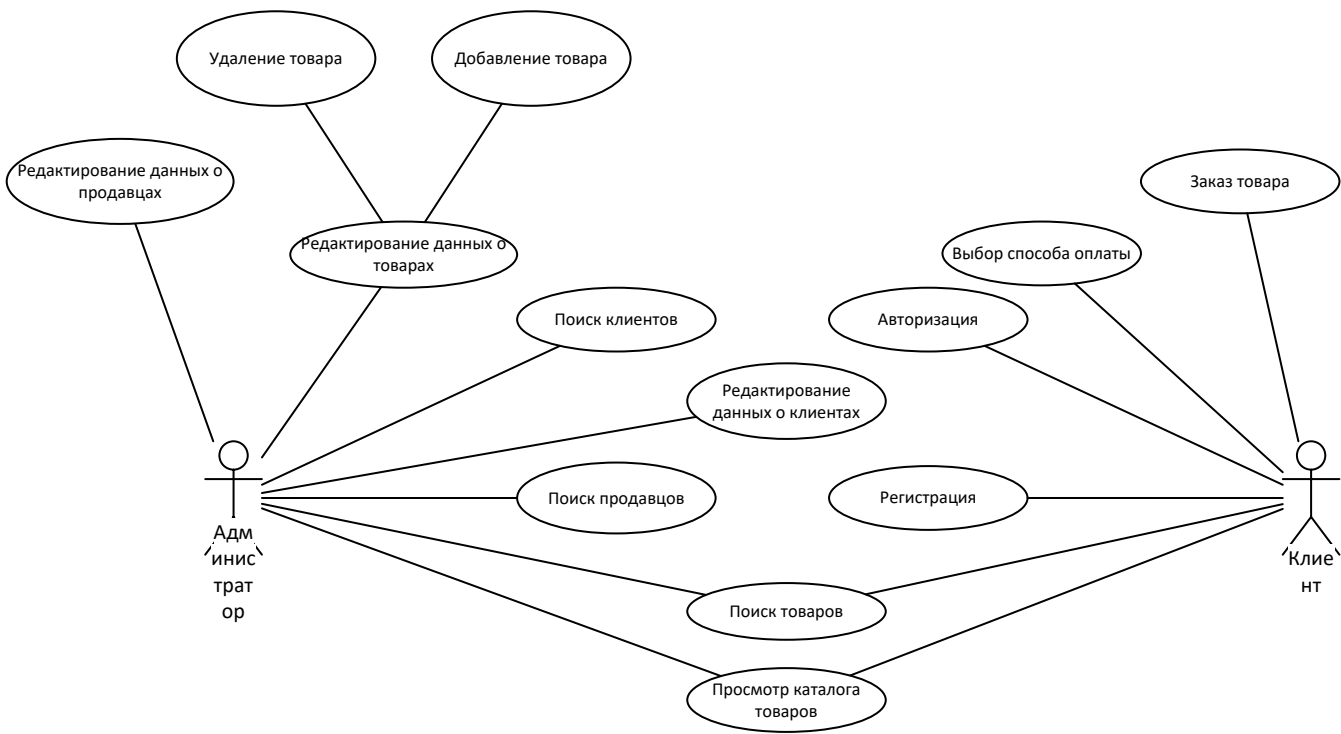 Удаление товара
Добавление товара
Редактирование данных о
продавцах
Заказ товара
Редактирование данных о
товарах
Выбор способа оплаты
Поиск клиентов
Авторизация
Редактирование
данных о клиентах
Поиск продавцов
Регистрация
Адм
инис
трат
ор
Клие
нт
Поиск товаров
Просмотр каталога
товаров